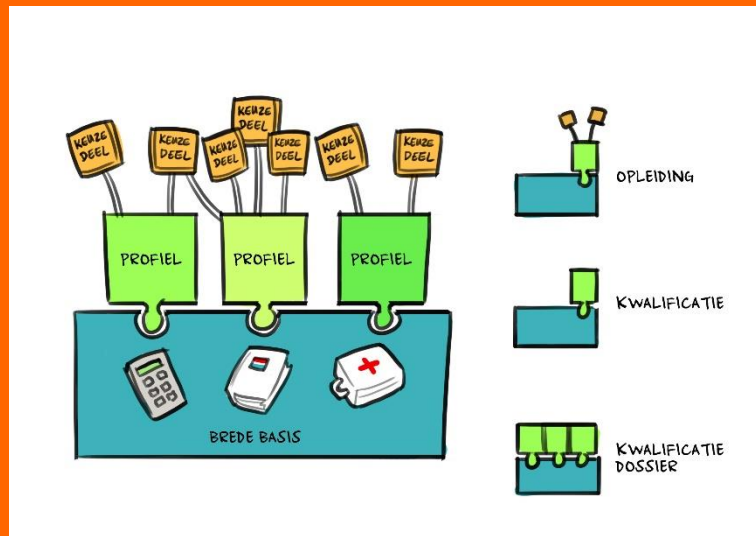 KEUZE
DEEL
KEUZE
DEEL
KEUZE
DEEL
KEUZE
DEEL
KEUZE
DEEL
KEUZE
DEEL
KEUZE
DEEL
PROFIEL
PROFIEL
PROFIEL
BREDE BASIS
OPLEIDING
KWALIFICATIE
KWALIFICATIE
DOSSIER